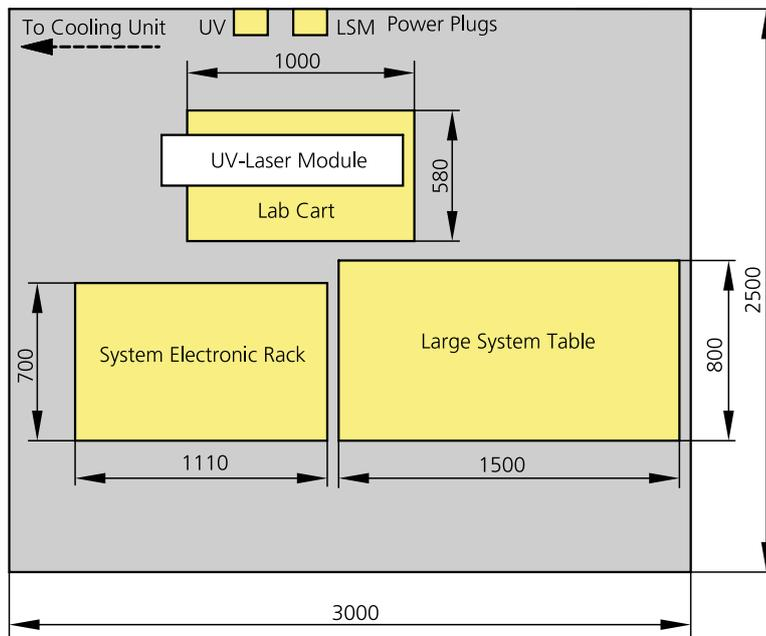 To Cooling Unit
UV
LSM
Power Plugs
1000
UV-Laser Module
580
Lab Cart
2500
System Electronic Rack
Large System Table
700
800
1110
1500
3000